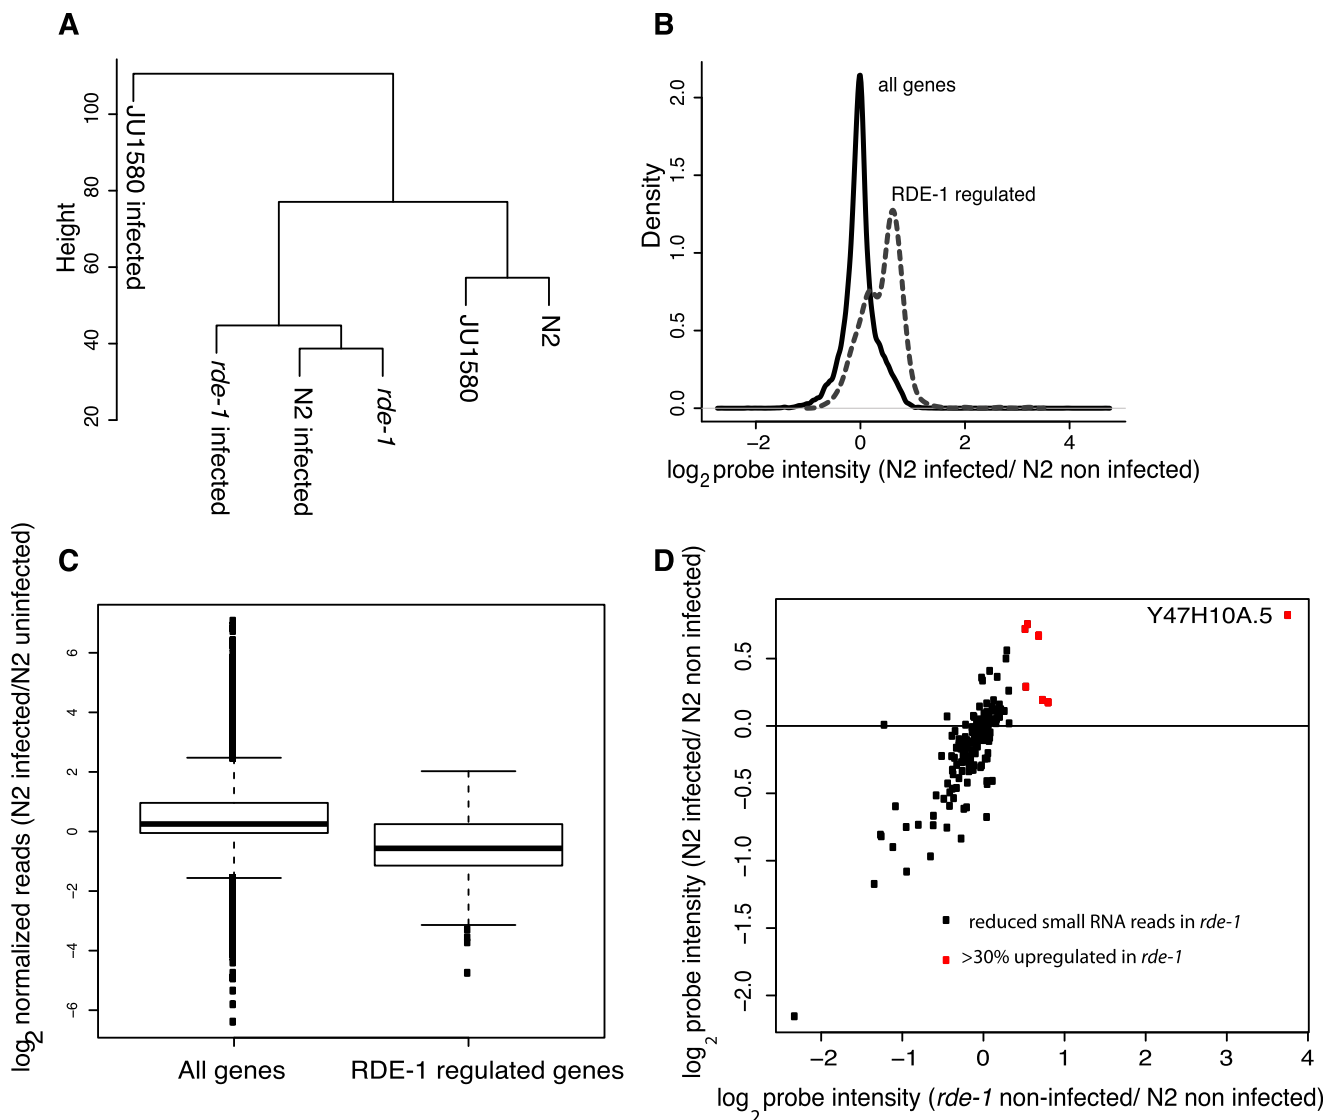 A
Height
100
80
60
40
20
JU1580 infected
rde-1 infected
N2 infected
rde-1
JU1580
N2
B
Density
2.0
1.5
1.0
0.5
0.0
all genes
RDE-1 regulated
−2 0 2 4
log2 probe intensity (N2 infected/ N2 non infected)
C
log2 normalized reads (N2 infected/N2 uninfected)
6
4
2
0
−2
−4
−6
All genes RDE-1 regulated genes
D
log2 probe intensity (N2 infected/ N2 non infected)
0.5
0.0
−0.5
−1.0
−1.5
−2.0
Y47H10A.5
reduced small RNA reads in rde-1
>30% upregulated in rde-1
−2 −1 0 1 2 3 4
log2 probe intensity (rde-1 non-infected/ N2 non infected)